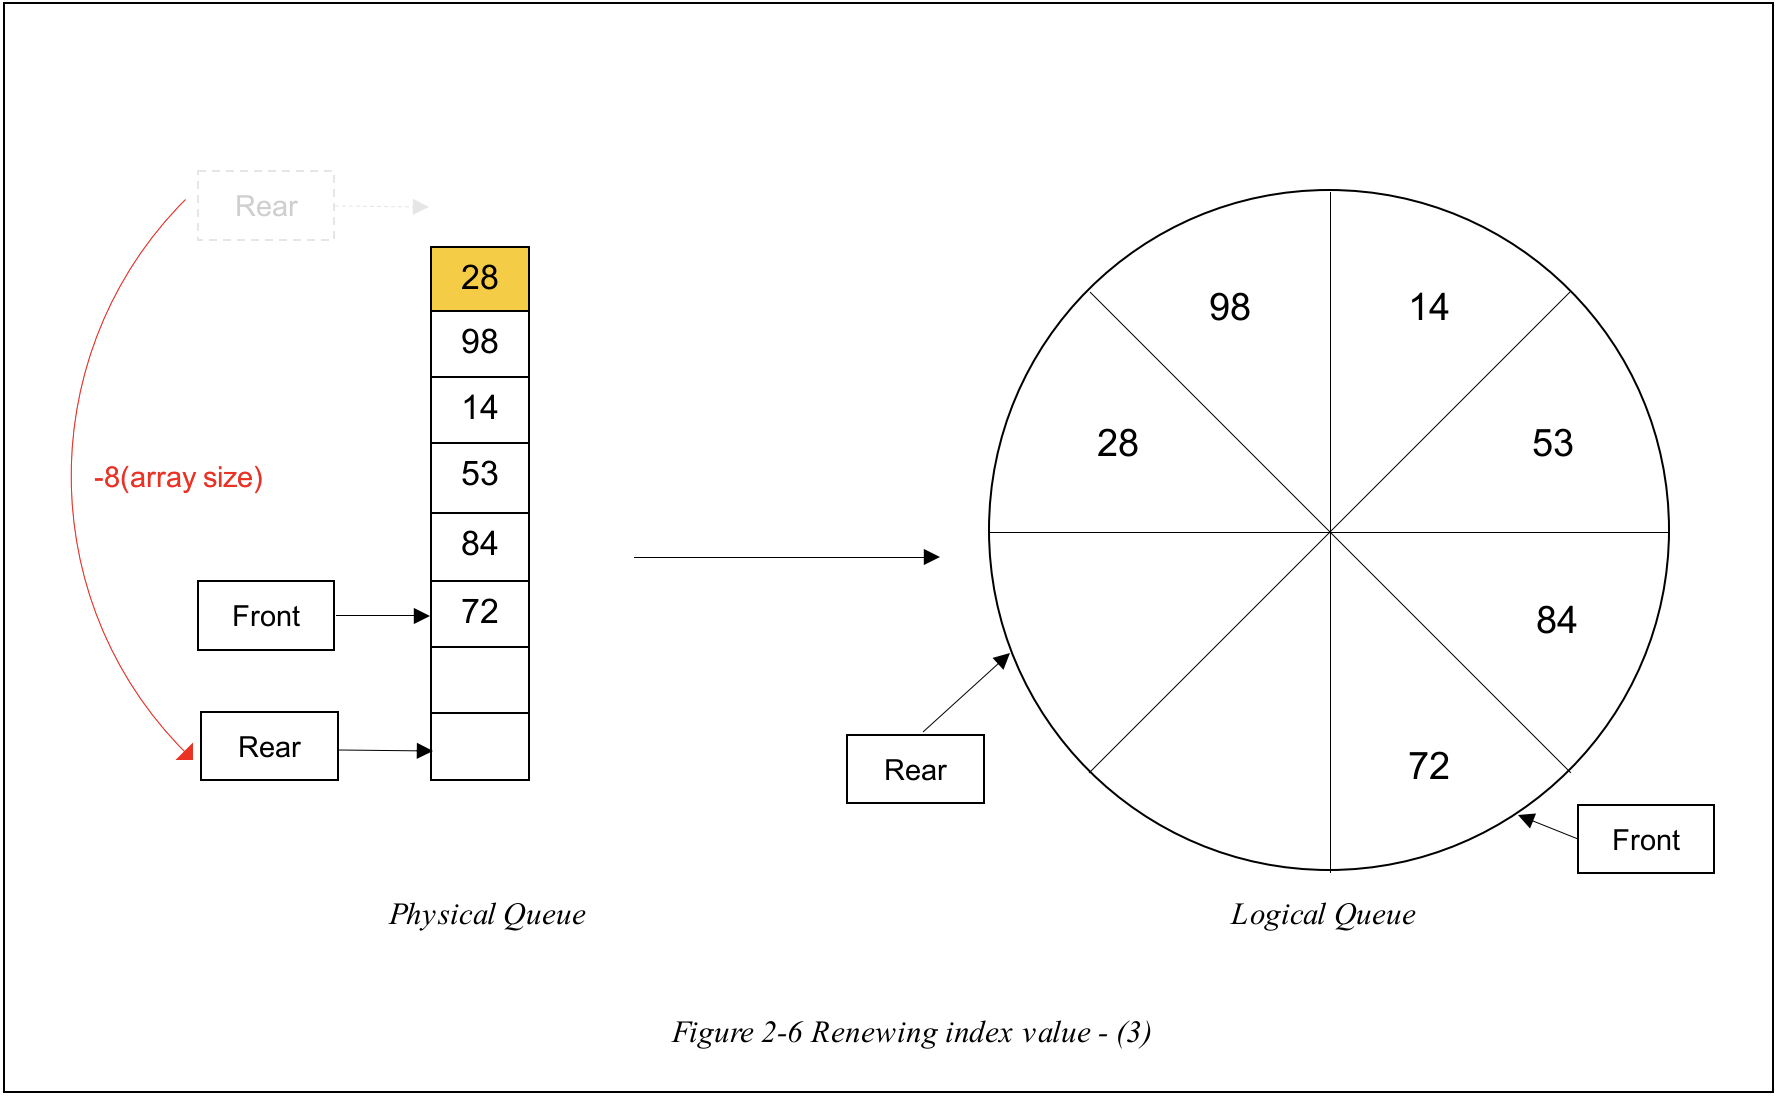 Rear
28
98
14
53
84
72
-8(array size)
Front
Rear
98
14
28
53
84
72
Rear
Front
Physical Queue
Logical Queue
Figure 2-6 Renewing index value - (3)